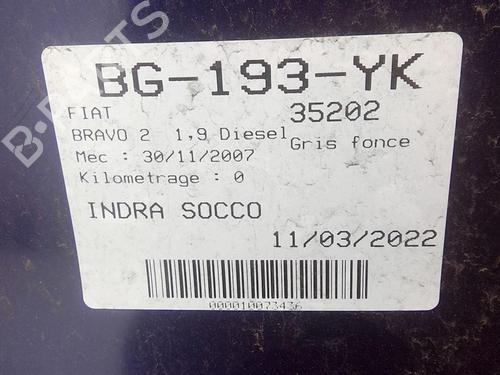 BG-193-YK
FIAT 35202
BRAVO 2 1,9 Diesel Gris fonce
Mec : 30/11/2007
Kilometrage : 0
INDRA SOCCO
11/03/2022
000010073436